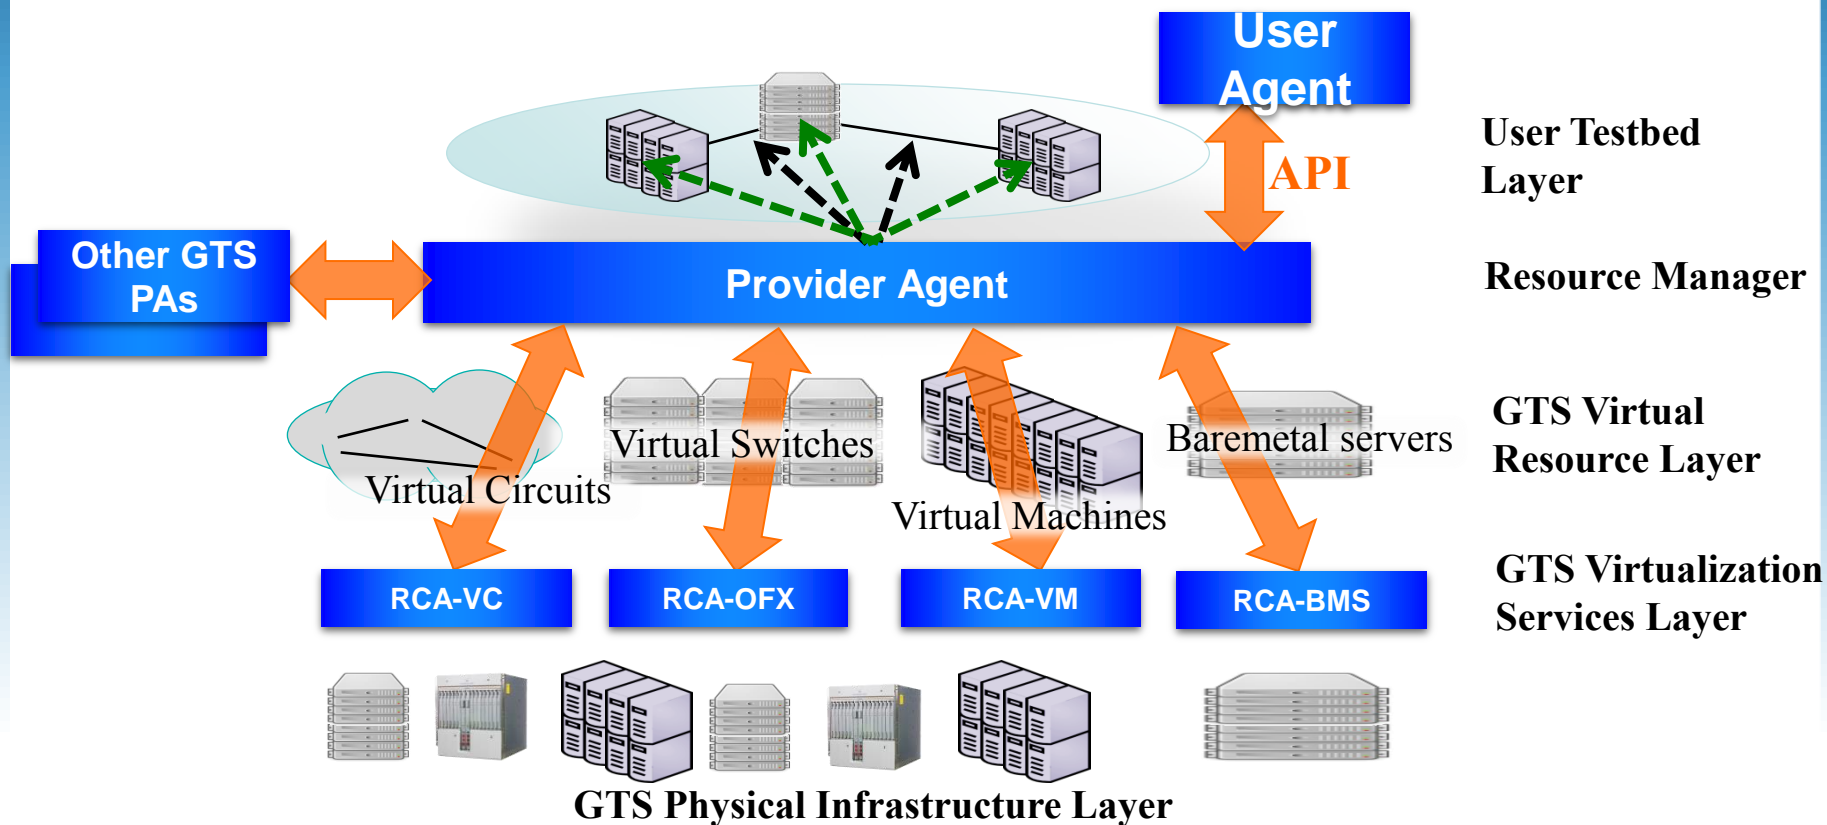 User
Agent
User Testbed
Layer
API
Other GTS
PAs
Provider Agent
Resource Manager
GTS Virtual
Resource Layer
Virtual Switches
Baremetal servers
Virtual Circuits
Virtual Machines
GTS Virtualization
Services Layer
RCA-VC
RCA-OFX
RCA-VM
RCA-BMS
GTS Physical Infrastructure Layer